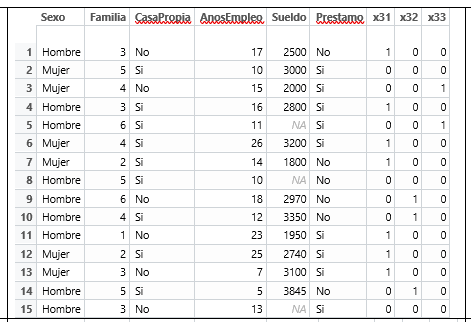 Sexo Familia CasaPropia AnosEmpleo Sueldo Prestamo x31 x32 x33
1 Hombre 3 No 17 2500 No 1 0 0
2 Mujer 5 Si 10 3000 Si 0 0 0
3 Mujer 4 No 15 2000 Si 0 0 1
4 Hombre 3 Si 16 2800 Si 1 0 0
5 Hombre 6 Si 11 NA Si 0 0 1
6 Mujer 4 Si 26 3200 Si 1 0 0
7 Mujer 2 Si 14 1800 No 1 0 0
8 Hombre 5 Si 10 NA No 0 0 0
9 Hombre 6 No 18 2970 No 0 1 0
10 Hombre 4 Si 12 3350 No 0 1 0
11 Hombre 1 No 23 1950 Si 1 0 0
12 Mujer 2 Si 25 2740 Si 1 0 0
13 Mujer 3 No 7 3100 Si 1 0 0
14 Hombre 5 Si 5 3845 No 0 1 0
15 Hombre 3 No 13 NA Si 0 0 0